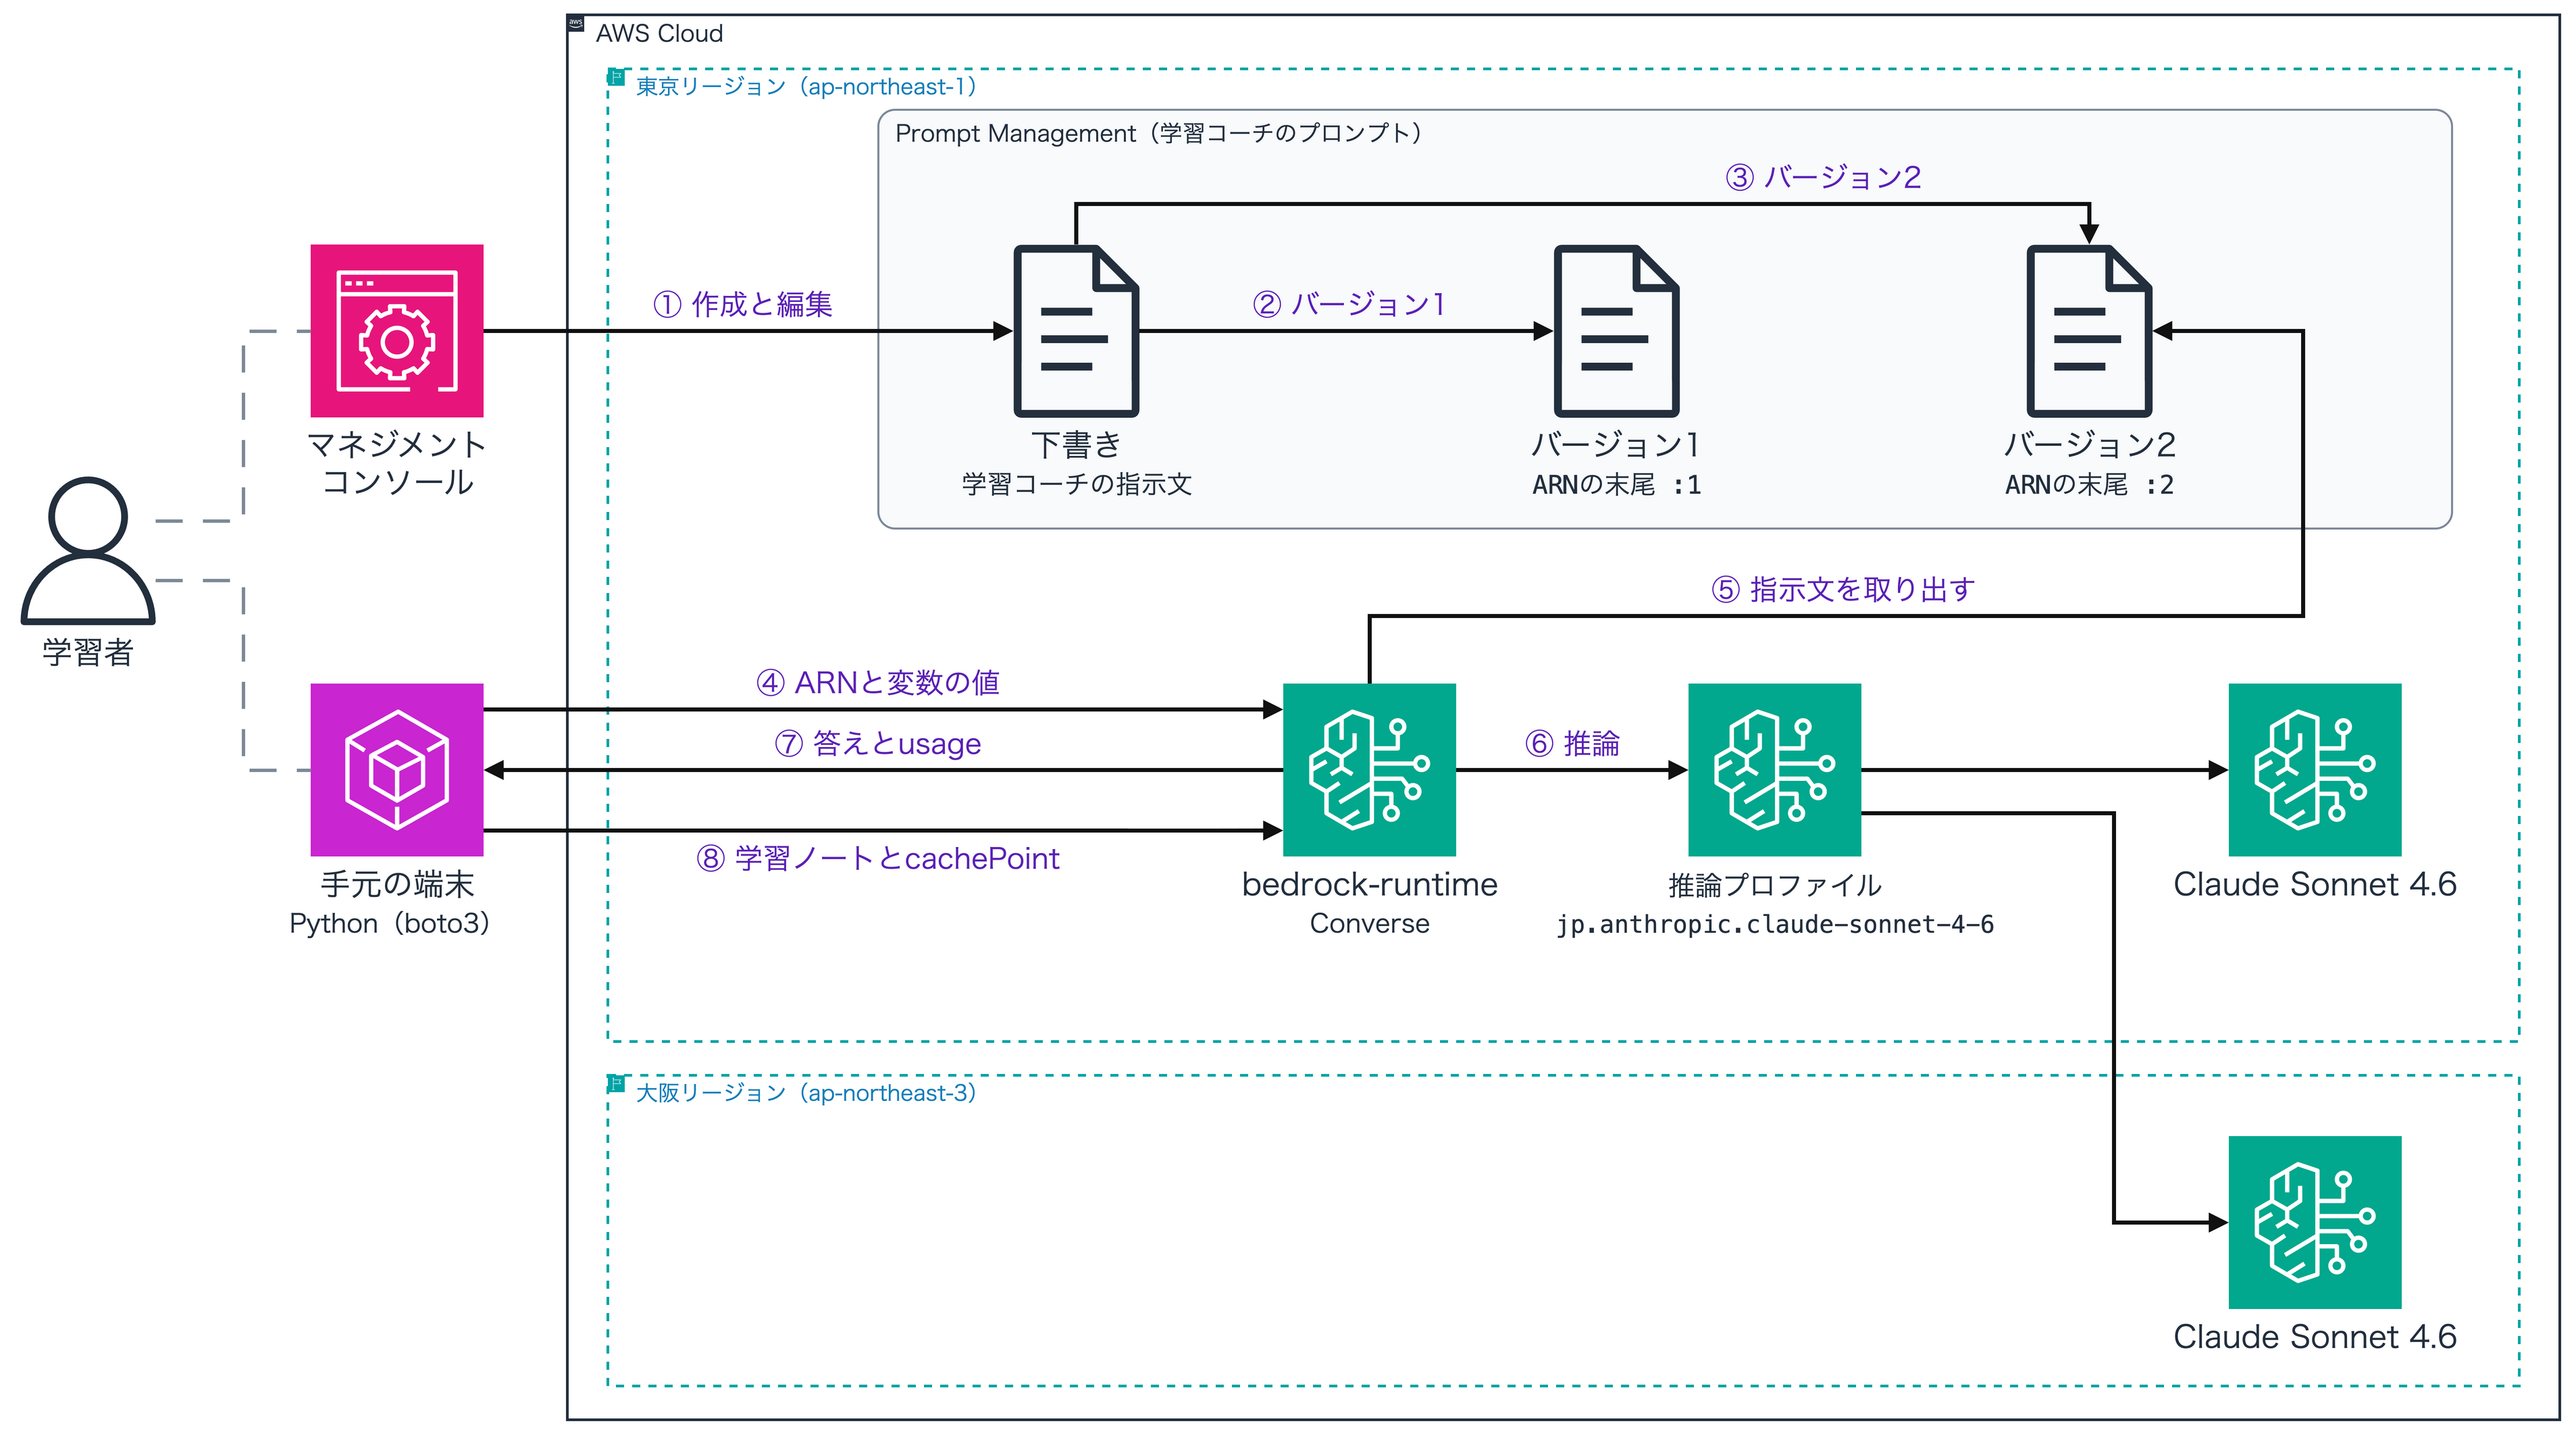 aws
AWS Cloud
東京リージョン（ap-northeast-1）
Prompt Management（学習コーチのプロンプト）
③ バージョン2
① 作成と編集
② バージョン1
マネジメント
コンソール
下書き
学習コーチの指示文
バージョン1
ARNの末尾 :1
バージョン2
ARNの末尾 :2
学習者
⑤ 指示文を取り出す
④ ARNと変数の値
⑦ 答えとusage
⑥ 推論
⑧ 学習ノートとcachePoint
手元の端末
Python（boto3）
bedrock-runtime
Converse
推論プロファイル
jp.anthropic.claude-sonnet-4-6
Claude Sonnet 4.6
大阪リージョン（ap-northeast-3）
Claude Sonnet 4.6